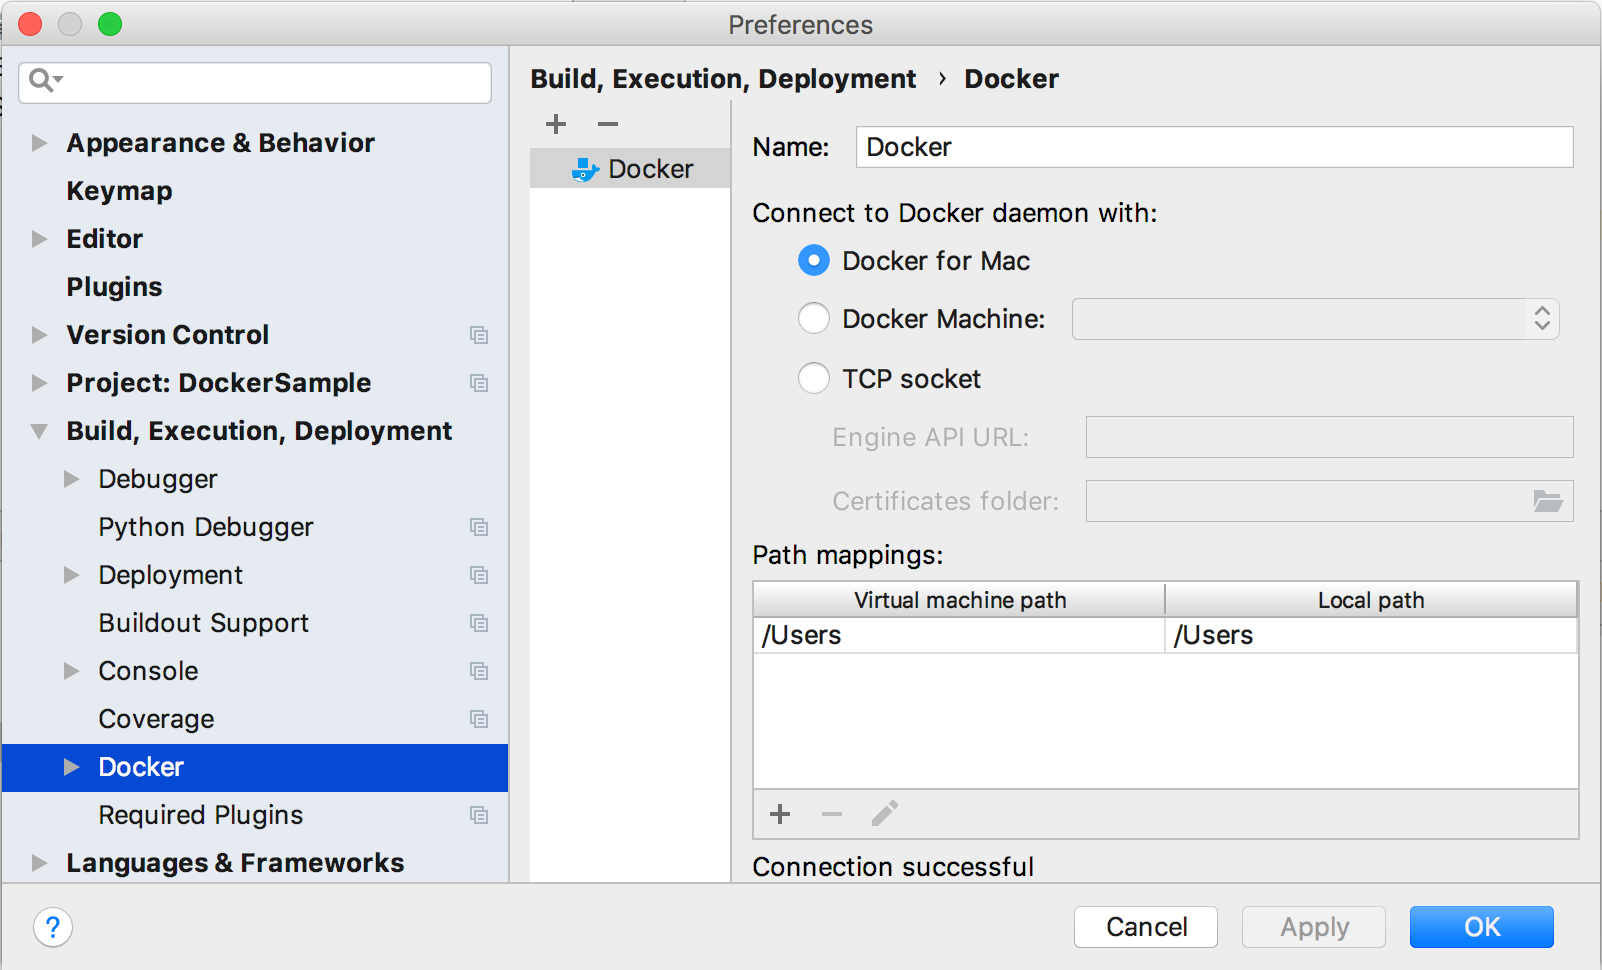 Preferences
Appearance & Behavior
Keymap
Editor
Plugins
Version Control
Project: DockerSample
Build, Execution, Deployment
Debugger
Python Debugger
Deployment
Buildout Support
Console
Coverage
Docker
Required Plugins
Languages & Frameworks
Build, Execution, Deployment › Docker
Docker
Name: Docker
Connect to Docker daemon with:
Docker for Mac
Docker Machine:
TCP socket
Engine API URL:
Certificates folder:
Path mappings:
Virtual machine path Local path
/Users /Users
Connection successful
? Cancel Apply OK